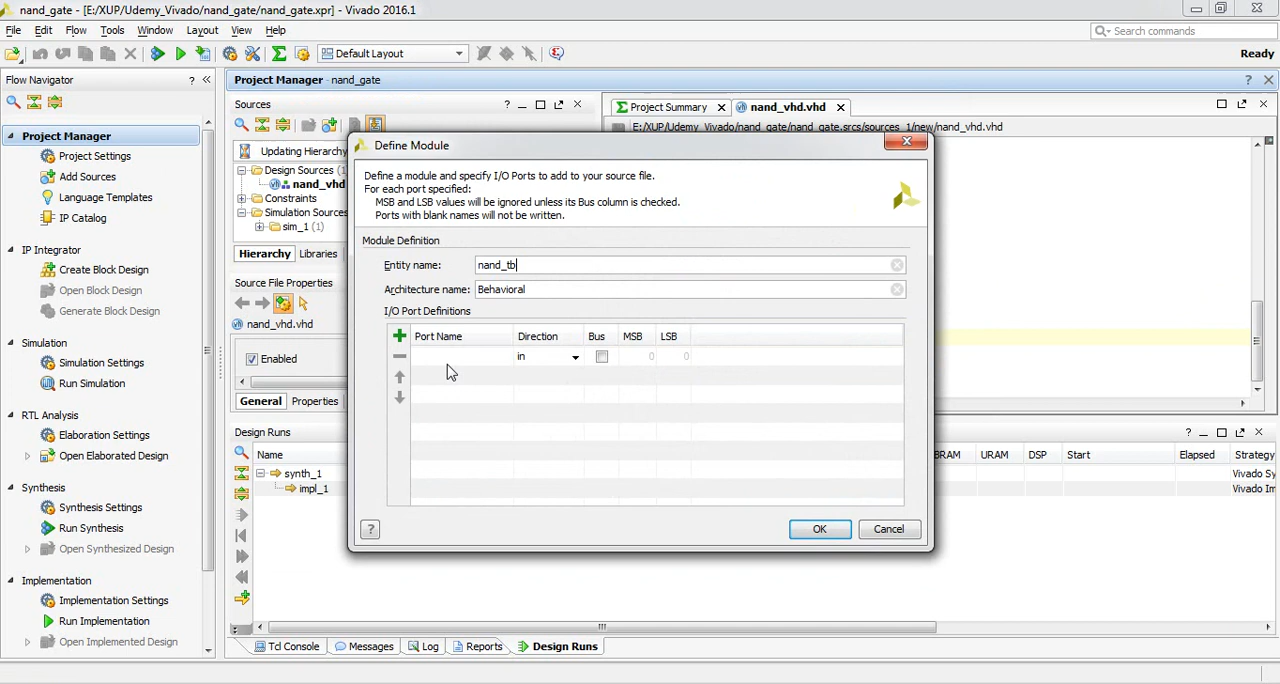 nand_gate - [E:/XUP/Udemy_Vivado/nand_gate/nand_gate.xpr] - Vivado 2016.1
File Edit Flow Tools Window Layout View Help
Search commands
Default Layout
Ready
Flow Navigator ? «
Project Manager - nand_gate ? ×
Project Manager
Project Settings
Add Sources
Language Templates
IP Catalog
IP Integrator
Create Block Design
Open Block Design
Generate Block Design
Simulation
Simulation Settings
Run Simulation
RTL Analysis
Elaboration Settings
Open Elaborated Design
Synthesis
Synthesis Settings
Run Synthesis
Open Synthesized Design
Implementation
Implementation Settings
Run Implementation
Open Implemented Design
Sources
Updating Hierarchy
Design Sources (1
nand_vhd
Constraints
Simulation Sources
sim_1 (1)
Hierarchy Libraries
Source File Properties
nand_vhd.vhd
Enabled
General Properties
Project Summary × nand_vhd.vhd ×
E:/XUP/Udemy_Vivado/nand_gate/nand_gate.srcs/sources_1/new/nand_vhd.vhd
Define Module
Define a module and specify I/O Ports to add to your source file.
For each port specified:
MSB and LSB values will be ignored unless its Bus column is checked.
Ports with blank names will not be written.
Module Definition
Entity name: nand_tb
Architecture name: Behavioral
I/O Port Definitions
Port Name Direction Bus MSB LSB
in 0 0
? OK Cancel
Design Runs
Name BRAM URAM DSP Start Elapsed Strategy
synth_1 Vivado Sy
impl_1 Vivado Im
Tcl Console Messages Log Reports Design Runs